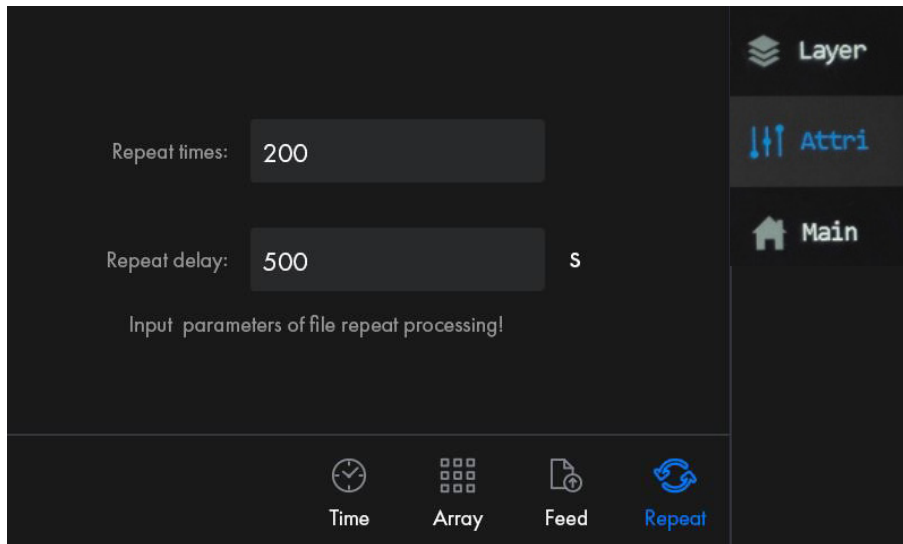 Layer
Repeat times: 200
Attri
Main
Repeat delay: 500 S
Input parameters of file repeat processing!
Time Array Feed Repeat